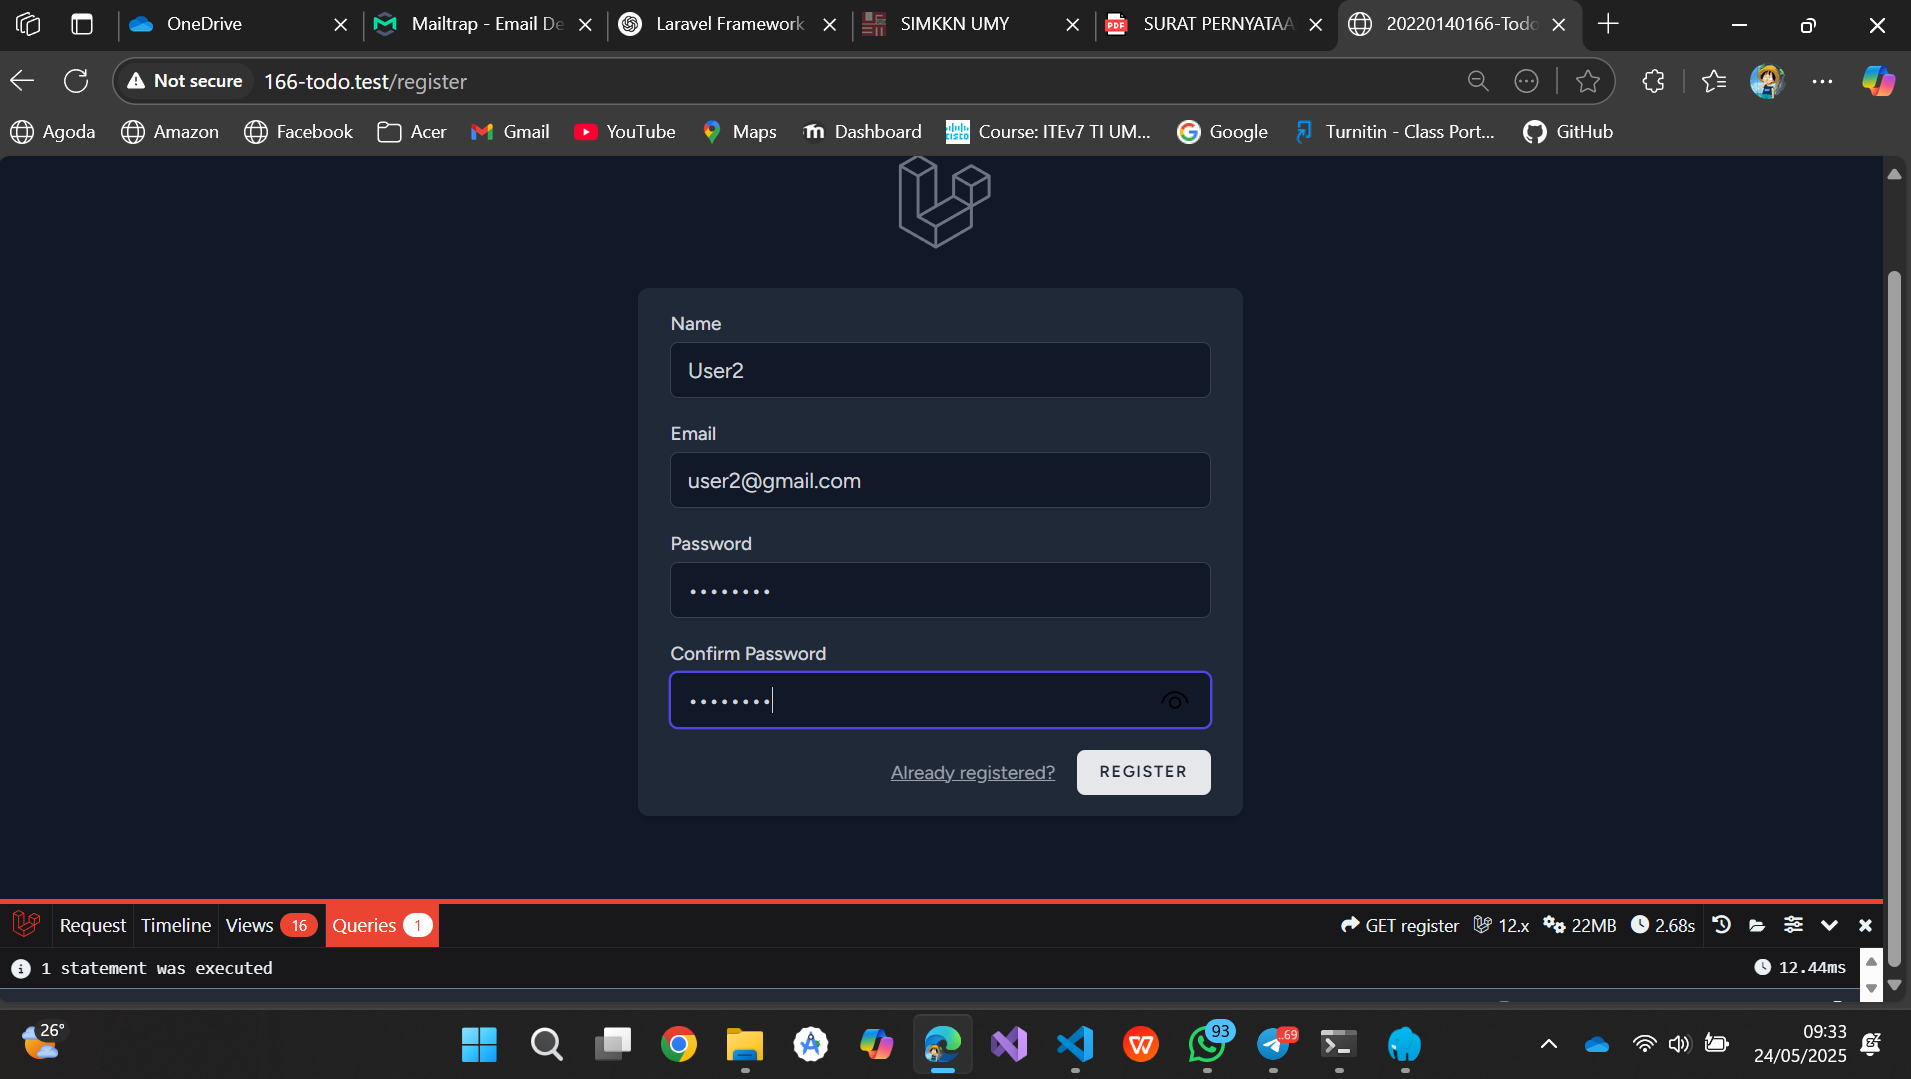 OneDrive
Mailtrap - Email De
Laravel Framework
SIMKKN UMY
PDF
SURAT PERNYATAA
20220140166-Todo
Not secure
166-todo.test/register
Agoda
Amazon
Facebook
Acer
Gmail
YouTube
Maps
Dashboard
CISCO
Course: ITEv7 TI UM...
Google
Turnitin - Class Port...
GitHub
Name
User2
Email
user2@gmail.com
Password
••••••••
Confirm Password
••••••••
Already registered?
REGISTER
Request
Timeline
Views 16
Queries 1
GET register
12.x
22MB
2.68s
1 statement was executed
12.44ms
26°
93
..69
09:33
24/05/2025